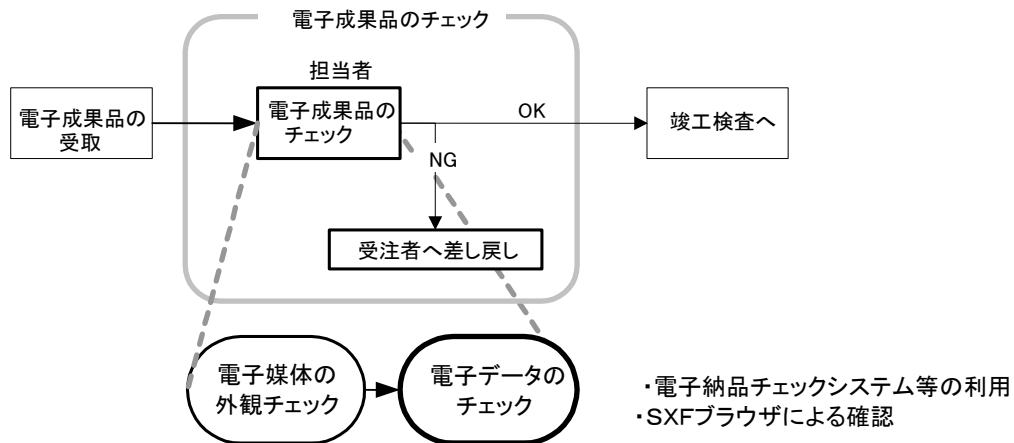 電子成果品のチェック
担当者
電子成果品の
受取
電子成果品の
チェック
OK
竣工検査へ
NG
受注者へ差し戻し
電子媒体の
外観チェック
電子データの
チェック
・電子納品チェックシステム等の利用
・SXFブラウザによる確認